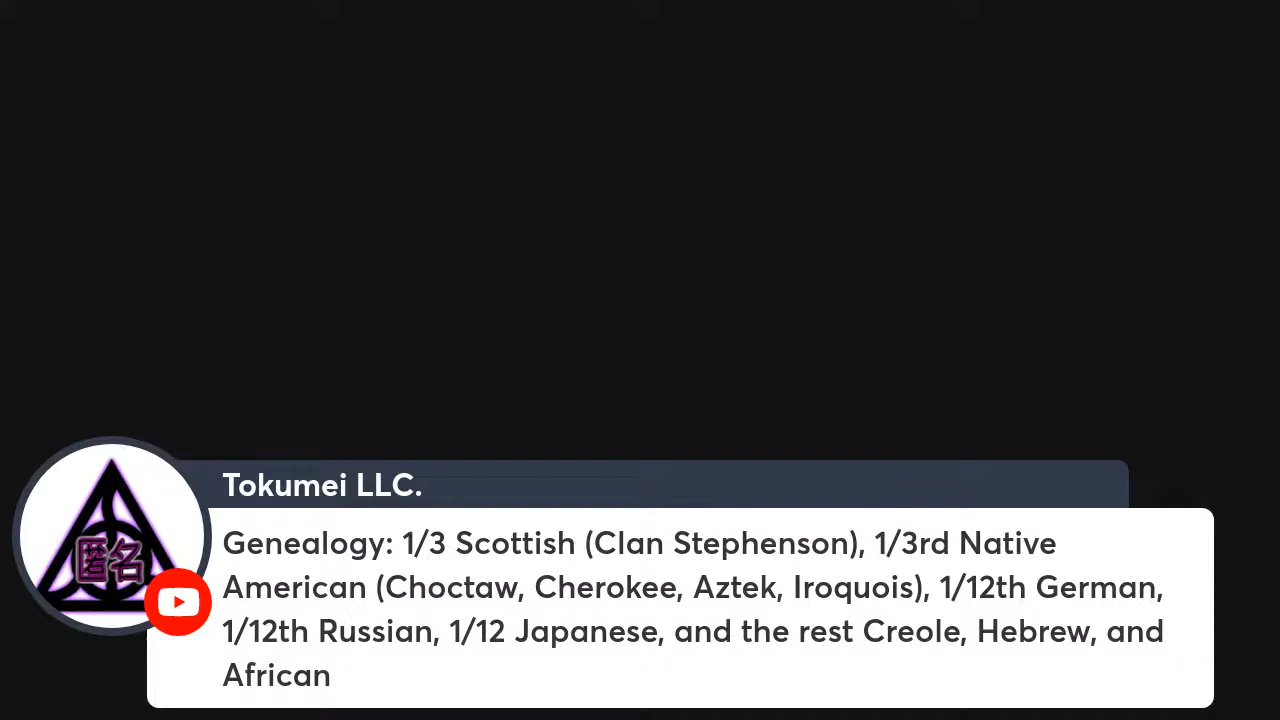 Tokumei LLC.
匿名
Genealogy: 1/3 Scottish (Clan Stephenson), 1/3rd Native
American (Choctaw, Cherokee, Aztek, Iroquois), 1/12th German,
1/12th Russian, 1/12 Japanese, and the rest Creole, Hebrew, and
African